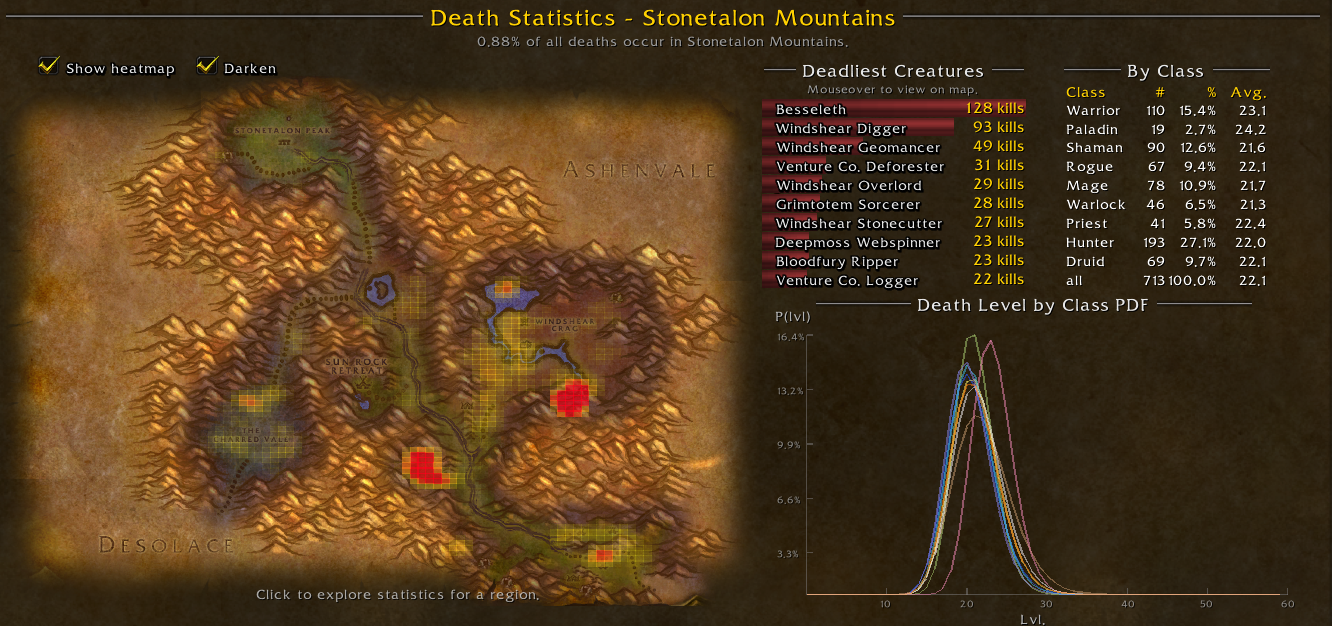 Death Statistics - Stonetalon Mountains
0.88% of all deaths occur in Stonetalon Mountains.
Show heatmap Darken
STONETALON PEAK
ASHENVALE
WINDSHEAR
CRAG
SUN ROCK
RETREAT
THE
CHARRED VALE
DESOLACE
Click to explore statistics for a region.
Deadliest Creatures
Mouseover to view on map.
Besseleth 128 kills
Windshear Digger 93 kills
Windshear Geomancer 49 kills
Venture Co. Deforester 31 kills
Windshear Overlord 29 kills
Grimtotem Sorcerer 28 kills
Windshear Stonecutter 27 kills
Deepmoss Webspinner 23 kills
Bloodfury Ripper 23 kills
Venture Co. Logger 22 kills
By Class
Class # % Avg.
Warrior 110 15.4% 23.1
Paladin 19 2.7% 24.2
Shaman 90 12.6% 21.6
Rogue 67 9.4% 22.1
Mage 78 10.9% 21.7
Warlock 46 6.5% 21.3
Priest 41 5.8% 22.4
Hunter 193 27.1% 22.0
Druid 69 9.7% 22.1
all 713 100.0% 22.1
Death Level by Class PDF
P(lvl)
16.4%
13.2%
9.9%
6.6%
3.3%
10 20 30 40 50 60
Lvl.